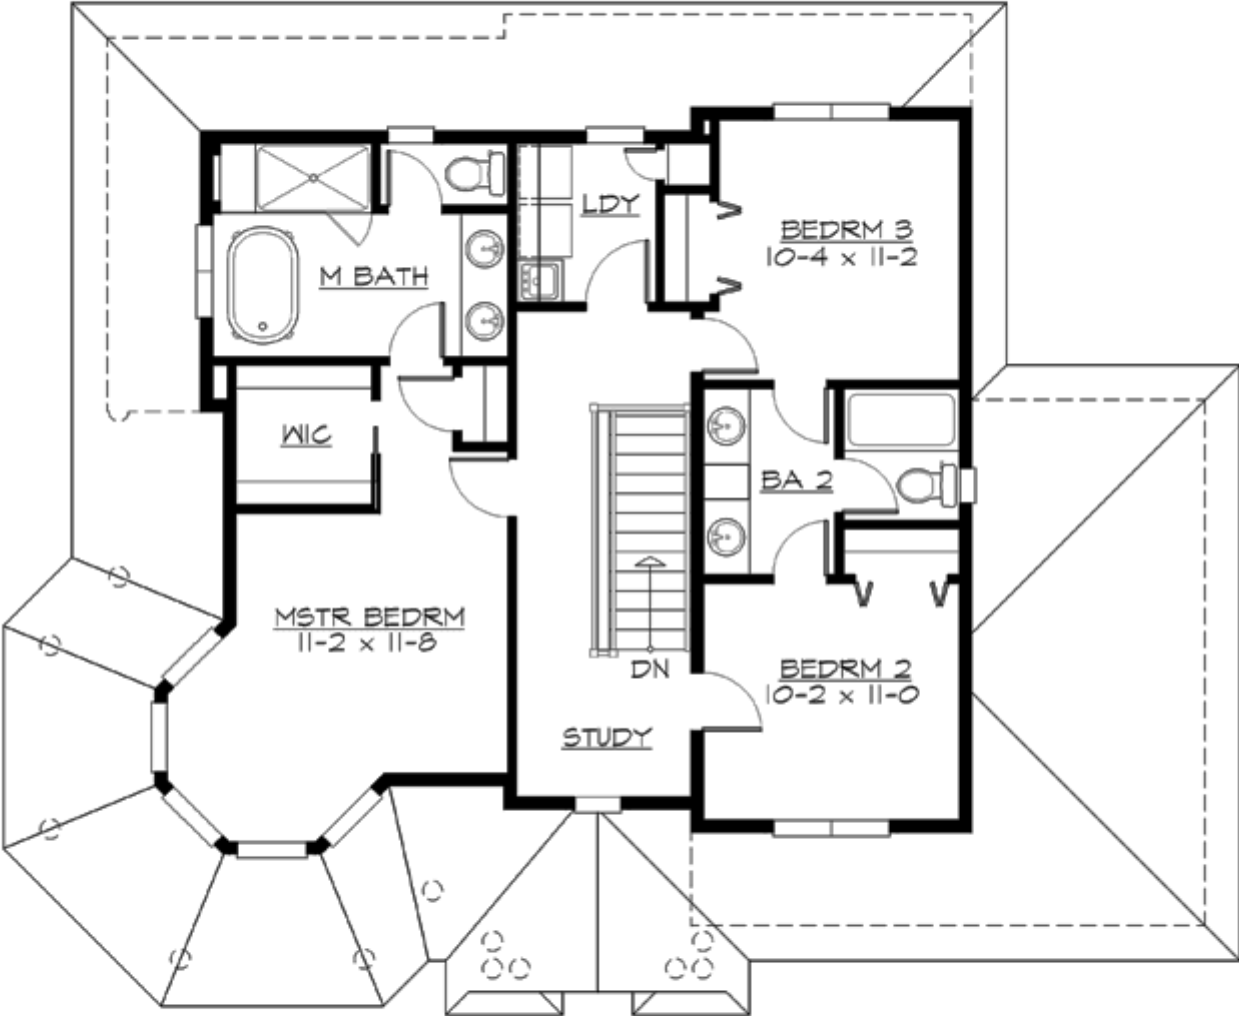 LDY
BEDRM 3
10-4 x 11-2
M BATH
WIC
BA 2
MSTR BEDRM
11-2 x 11-8
DN
BEDRM 2
10-2 x 11-0
STUDY